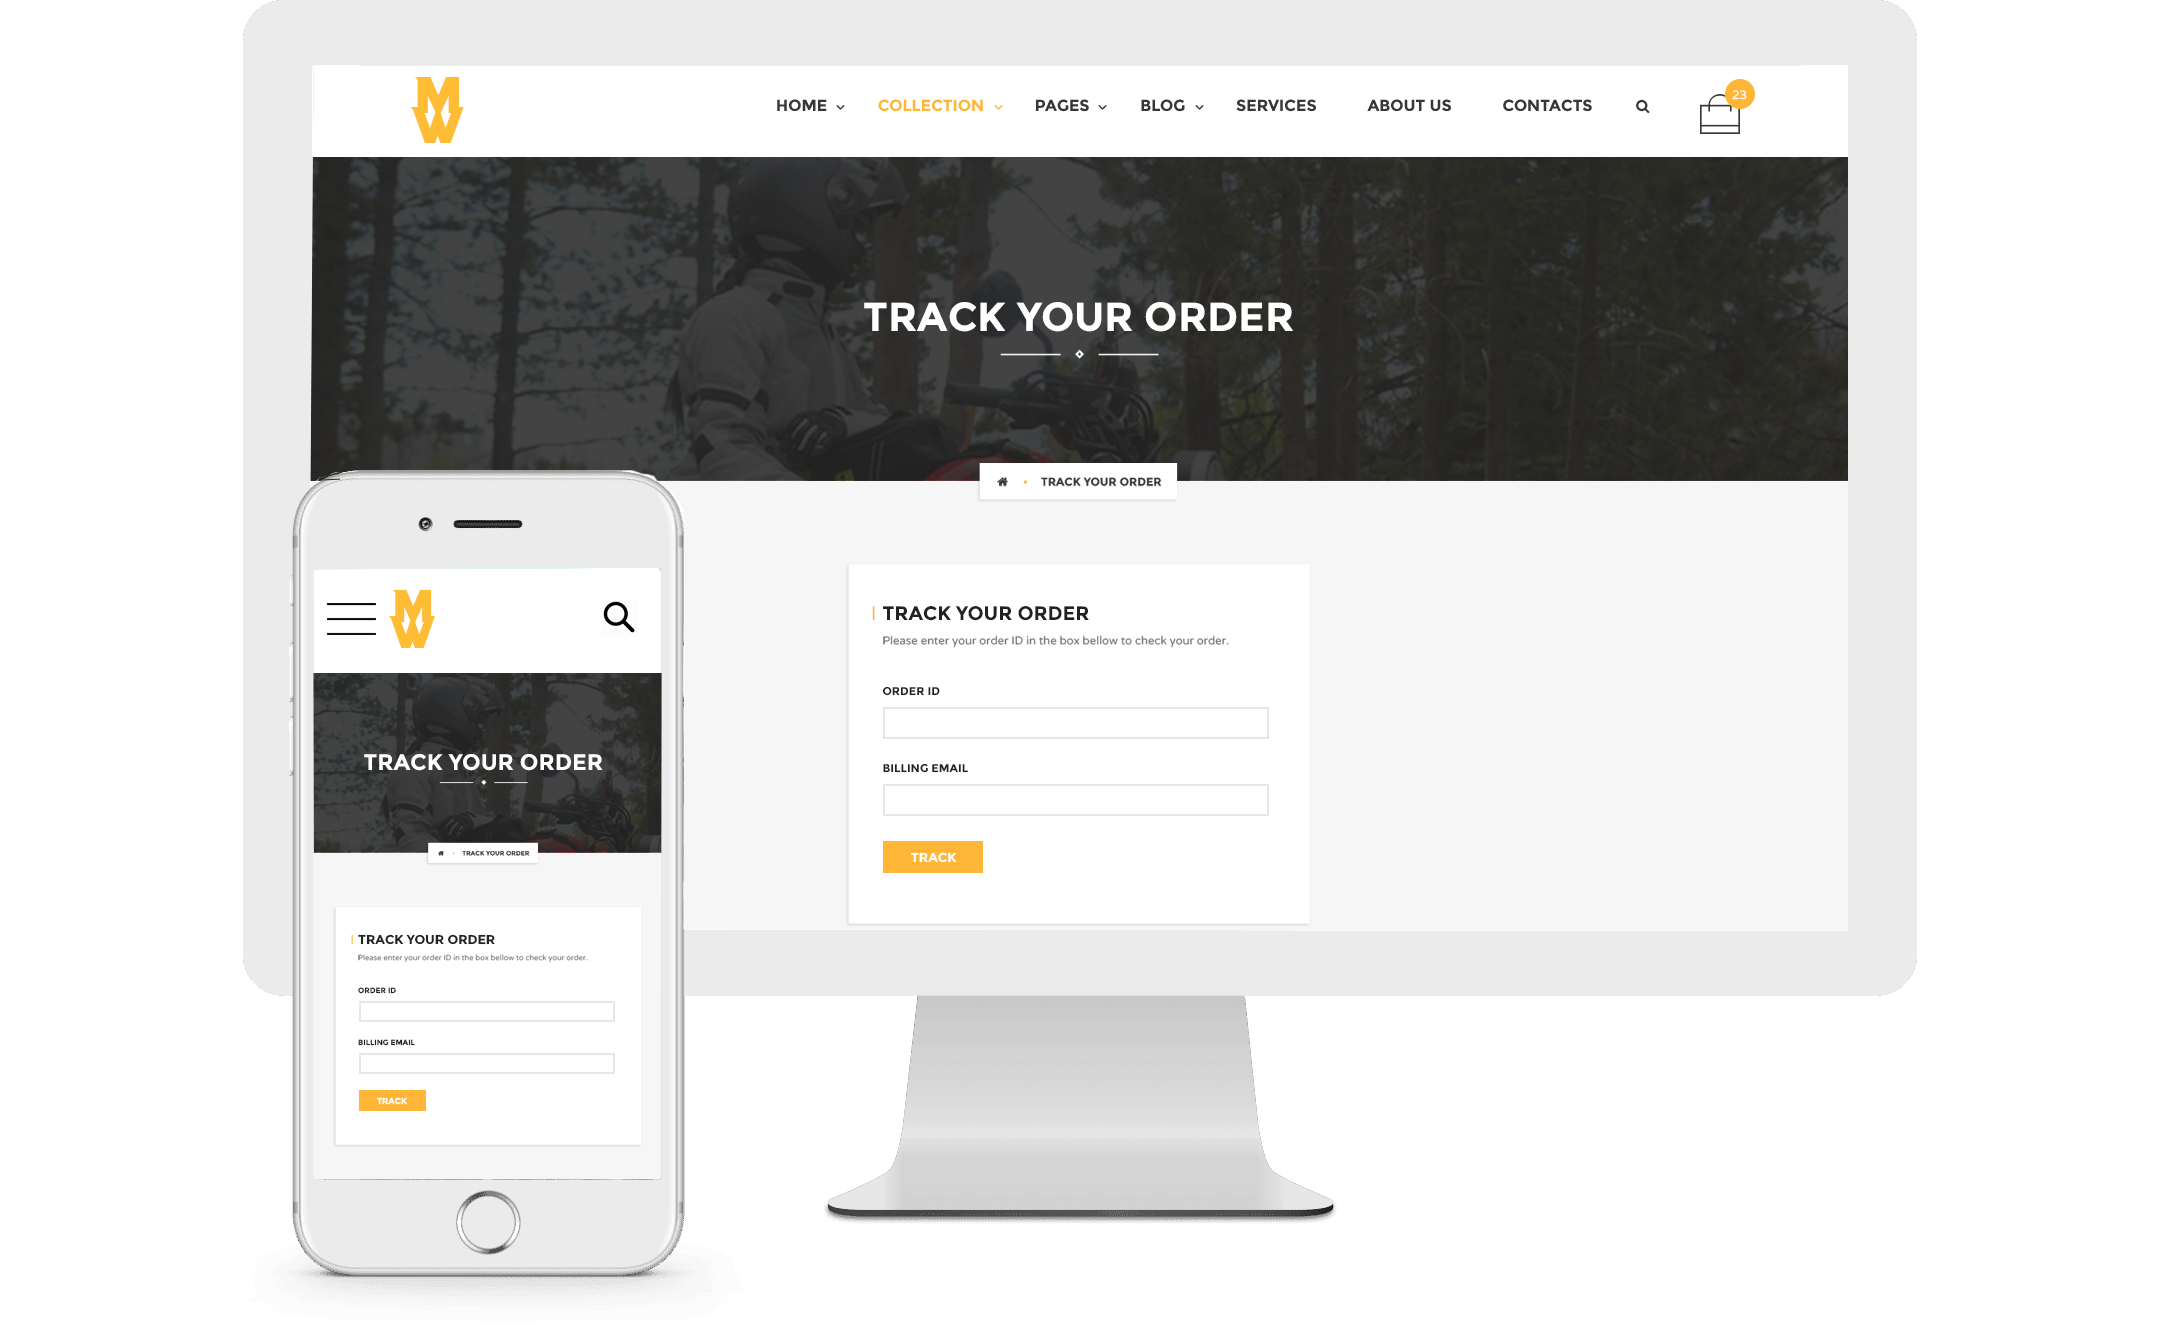 MW
HOME COLLECTION PAGES BLOG SERVICES ABOUT US CONTACTS 23
TRACK YOUR ORDER
TRACK YOUR ORDER
TRACK YOUR ORDER
Please enter your order ID in the box bellow to check your order.
ORDER ID
BILLING EMAIL
TRACK
MW
TRACK YOUR ORDER
TRACK YOUR ORDER
TRACK YOUR ORDER
Please enter your order ID in the box bellow to check your order.
ORDER ID
BILLING EMAIL
TRACK